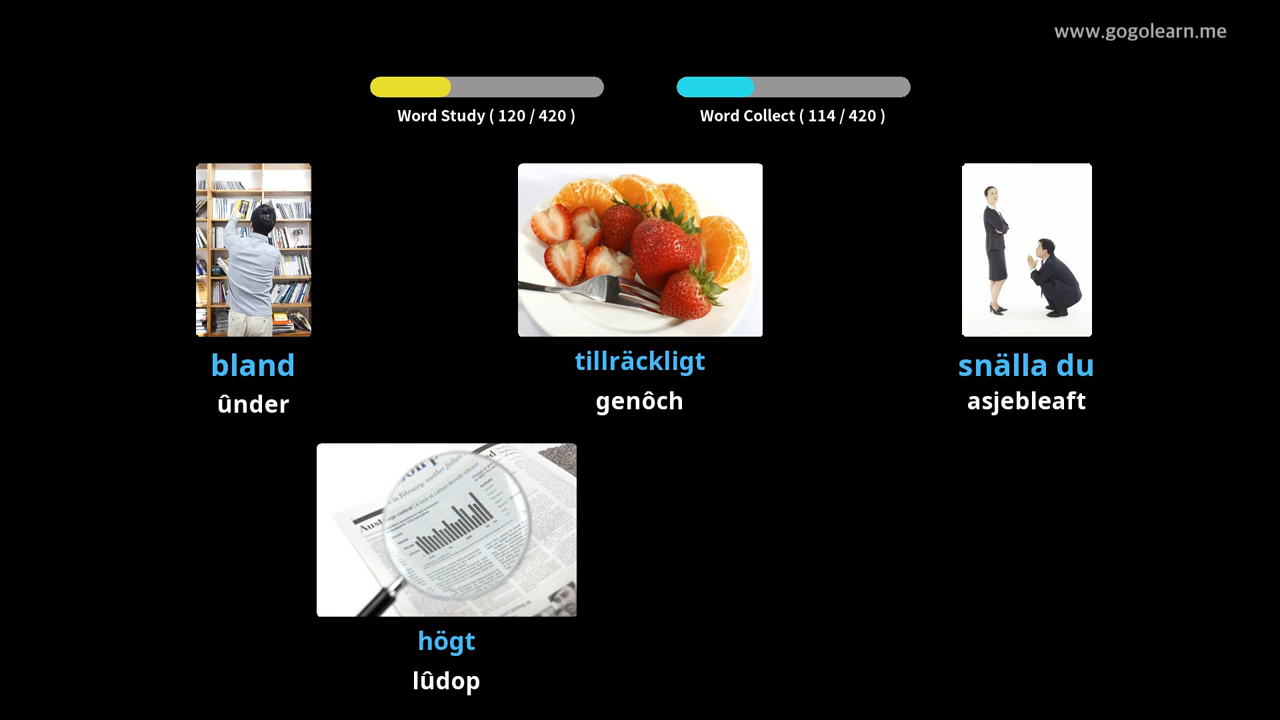 www.gogolearn.me
Word Study ( 120 / 420 )
Word Collect ( 114 / 420 )
bland
ûnder
tillräckligt
genôch
snälla du
asjebleaft
högt
lûdop